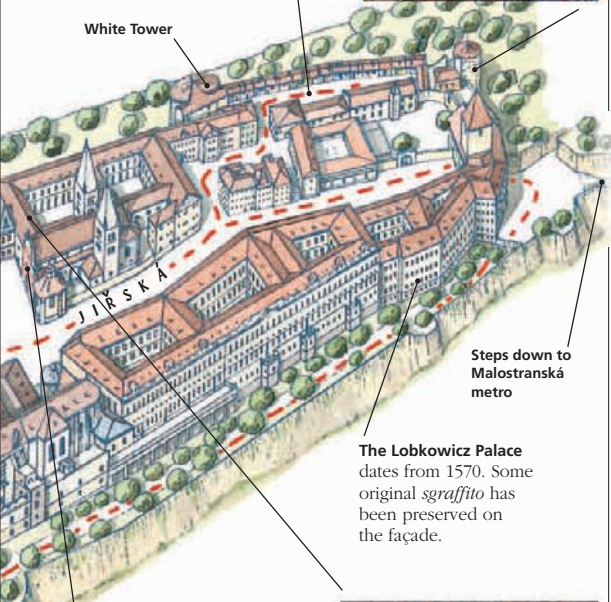 White Tower
JIŘSKÁ
Steps down to
Malostranská
metro
The Lobkowicz Palace
dates from 1570. Some
original sgraffito has
been preserved on
the façade.